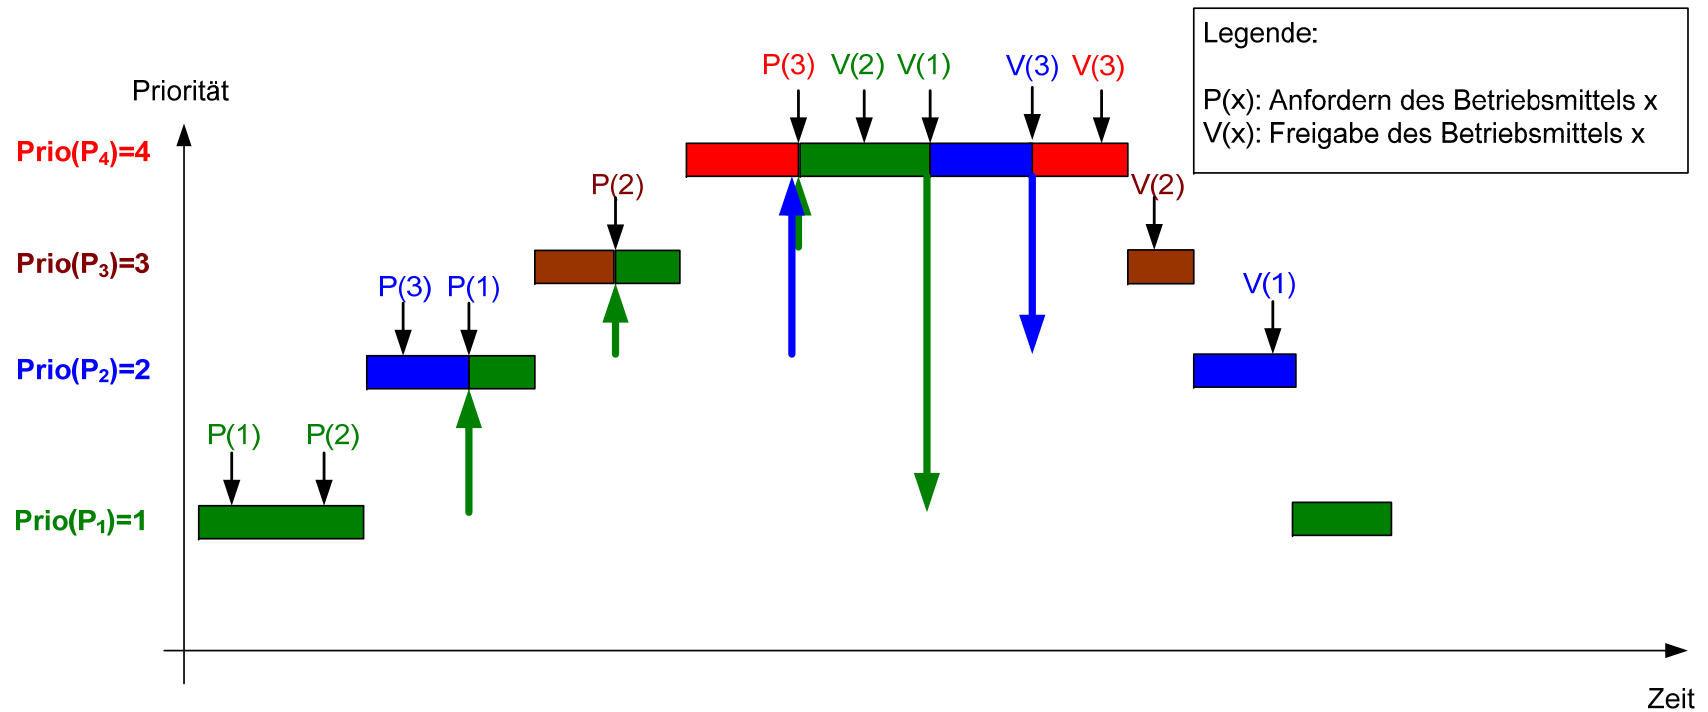 Legende:
P(x): Anfordern des Betriebsmittels x
V(x): Freigabe des Betriebsmittels x
Priorität
P(3) V(2) V(1) V(3) V(3)
Prio(P₄)=4
P(2) V(2)
Prio(P₃)=3
P(3) P(1) V(1)
Prio(P₂)=2
P(1) P(2)
Prio(P₁)=1
Zeit